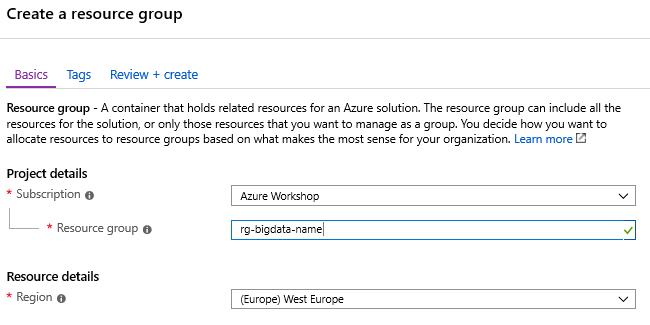 Create a resource group
Basics Tags Review + create
Resource group - A container that holds related resources for an Azure solution. The resource group can include all the
resources for the solution, or only those resources that you want to manage as a group. You decide how you want to
allocate resources to resource groups based on what makes the most sense for your organization. Learn more
Project details
* Subscription Azure Workshop
* Resource group rg-bigdata-name
Resource details
* Region (Europe) West Europe